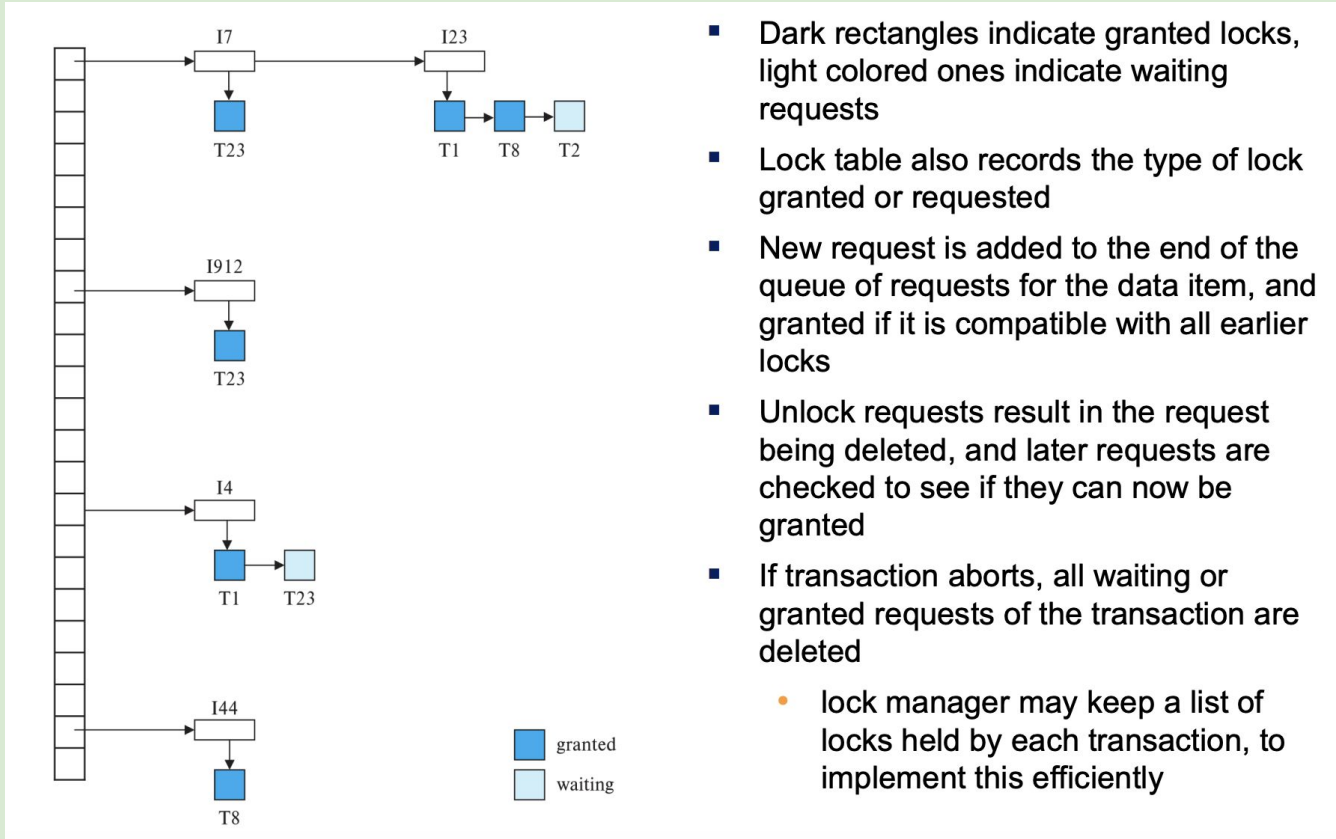 I7
I23
T23
T1
T8
T2
I912
T23
I4
T1
T23
I44
T8
granted
waiting
Dark rectangles indicate granted locks,
light colored ones indicate waiting
requests
Lock table also records the type of lock
granted or requested
New request is added to the end of the
queue of requests for the data item, and
granted if it is compatible with all earlier
locks
Unlock requests result in the request
being deleted, and later requests are
checked to see if they can now be
granted
If transaction aborts, all waiting or
granted requests of the transaction are
deleted
lock manager may keep a list of
locks held by each transaction, to
implement this efficiently